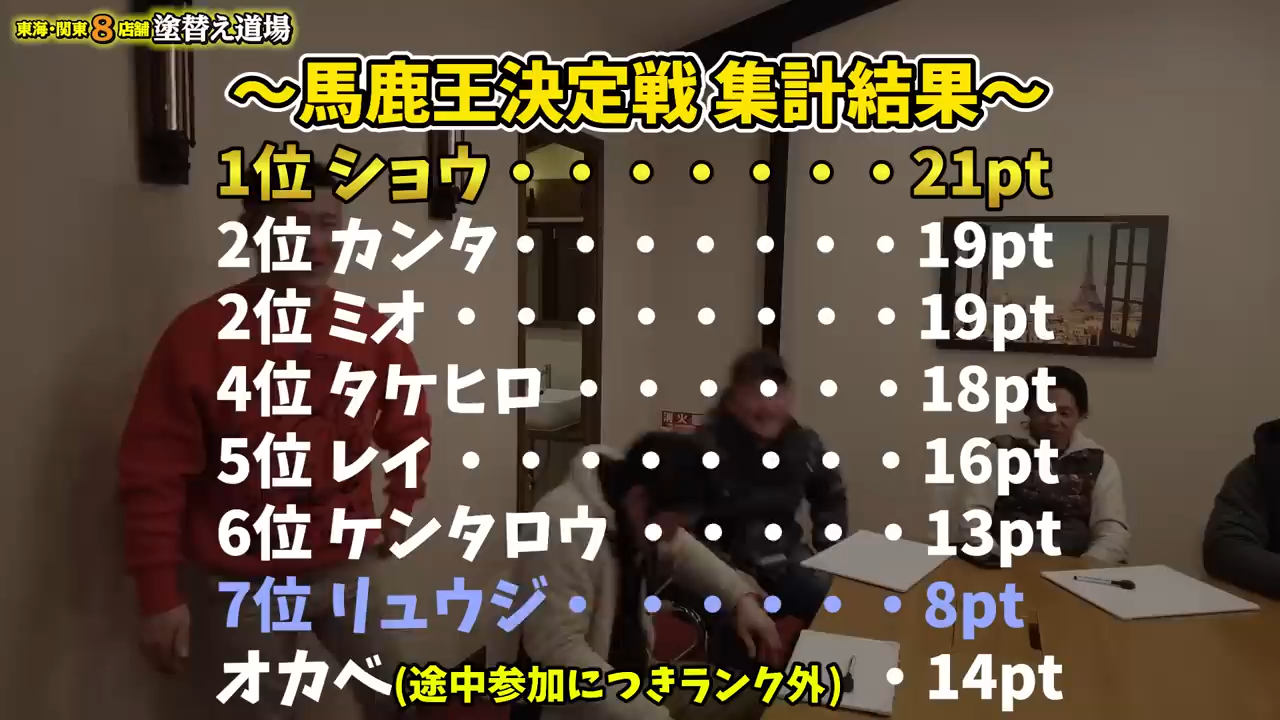 東海・関東8店舗 塗替え道場
～馬鹿王決定戦 集計結果～
1位 ショウ・・・・・・・21pt
2位 カンタ・・・・・・・19pt
2位 ミオ・・・・・・・・19pt
4位 タケヒロ・・・・・・18pt
5位 レイ・・・・・・・・16pt
6位 ケンタロウ・・・・・13pt
7位 リュウジ・・・・・・8pt
オカベ(途中参加につきランク外)・14pt
消火